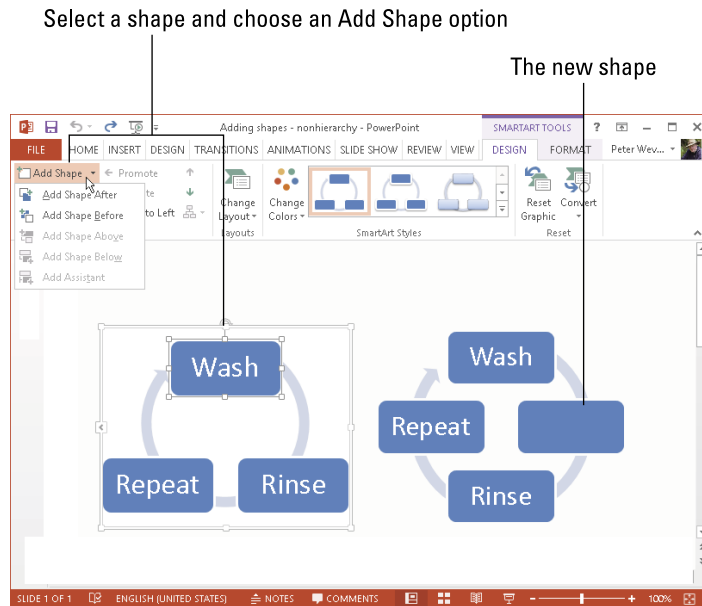 Select a shape and choose an Add Shape option
The new shape
Adding shapes - nonhierarchy - PowerPoint
SMARTART TOOLS
?
FILE HOME INSERT DESIGN TRANSITIONS ANIMATIONS SLIDE SHOW REVIEW VIEW DESIGN FORMAT Peter Wev...
Add Shape
Promote
Add Shape After
Add Shape Before
Add Shape Above
Add Shape Below
Add Assistant
te
to Left
Change
Layout
ayouts
Change
Colors
SmartArt Styles
Reset
Graphic
Convert
Reset
Wash
Repeat
Rinse
Wash
Repeat
Rinse
SLIDE 1 OF 1 ENGLISH (UNITED STATES) NOTES COMMENTS 100%